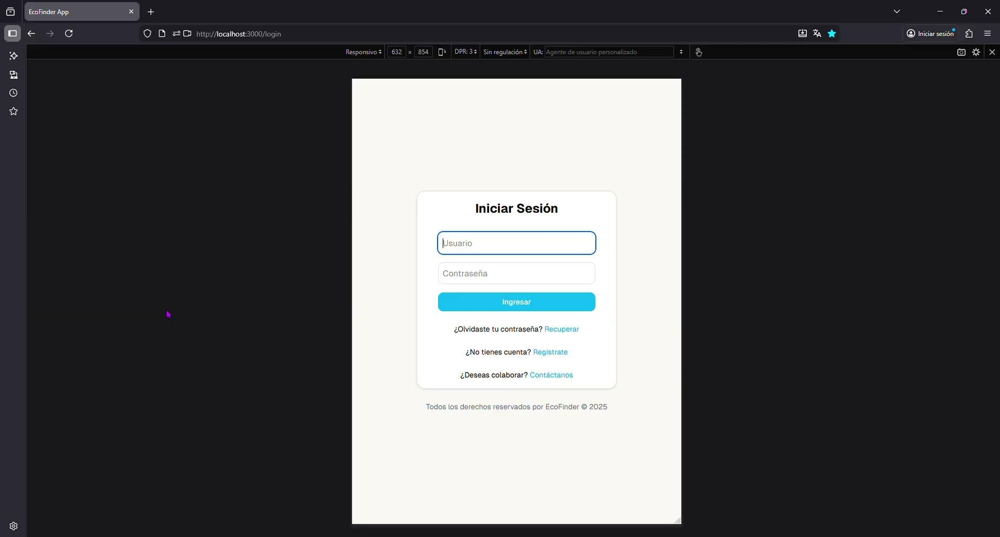 EcoFinder App
http://localhost:3000/login
Iniciar sesión
Responsivo 632 × 854 DPR: 3 Sin regulación UA: Agente de usuario personalizado
Iniciar Sesión
Usuario
Contraseña
Ingresar
¿Olvidaste tu contraseña? Recuperar
¿No tienes cuenta? Regístrate
¿Deseas colaborar? Contáctanos
Todos los derechos reservados por EcoFinder © 2025